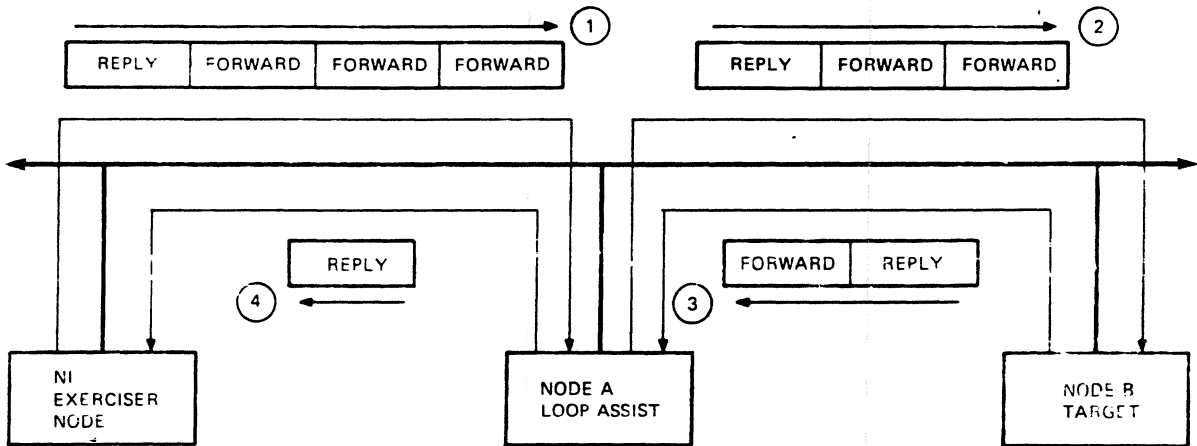 1
2
REPLY FORWARD FORWARD FORWARD
REPLY FORWARD FORWARD
REPLY
FORWARD REPLY
4
3
NI
EXERCISER
NODE
NODE A
LOOP ASSIST
NODE B
TARGET